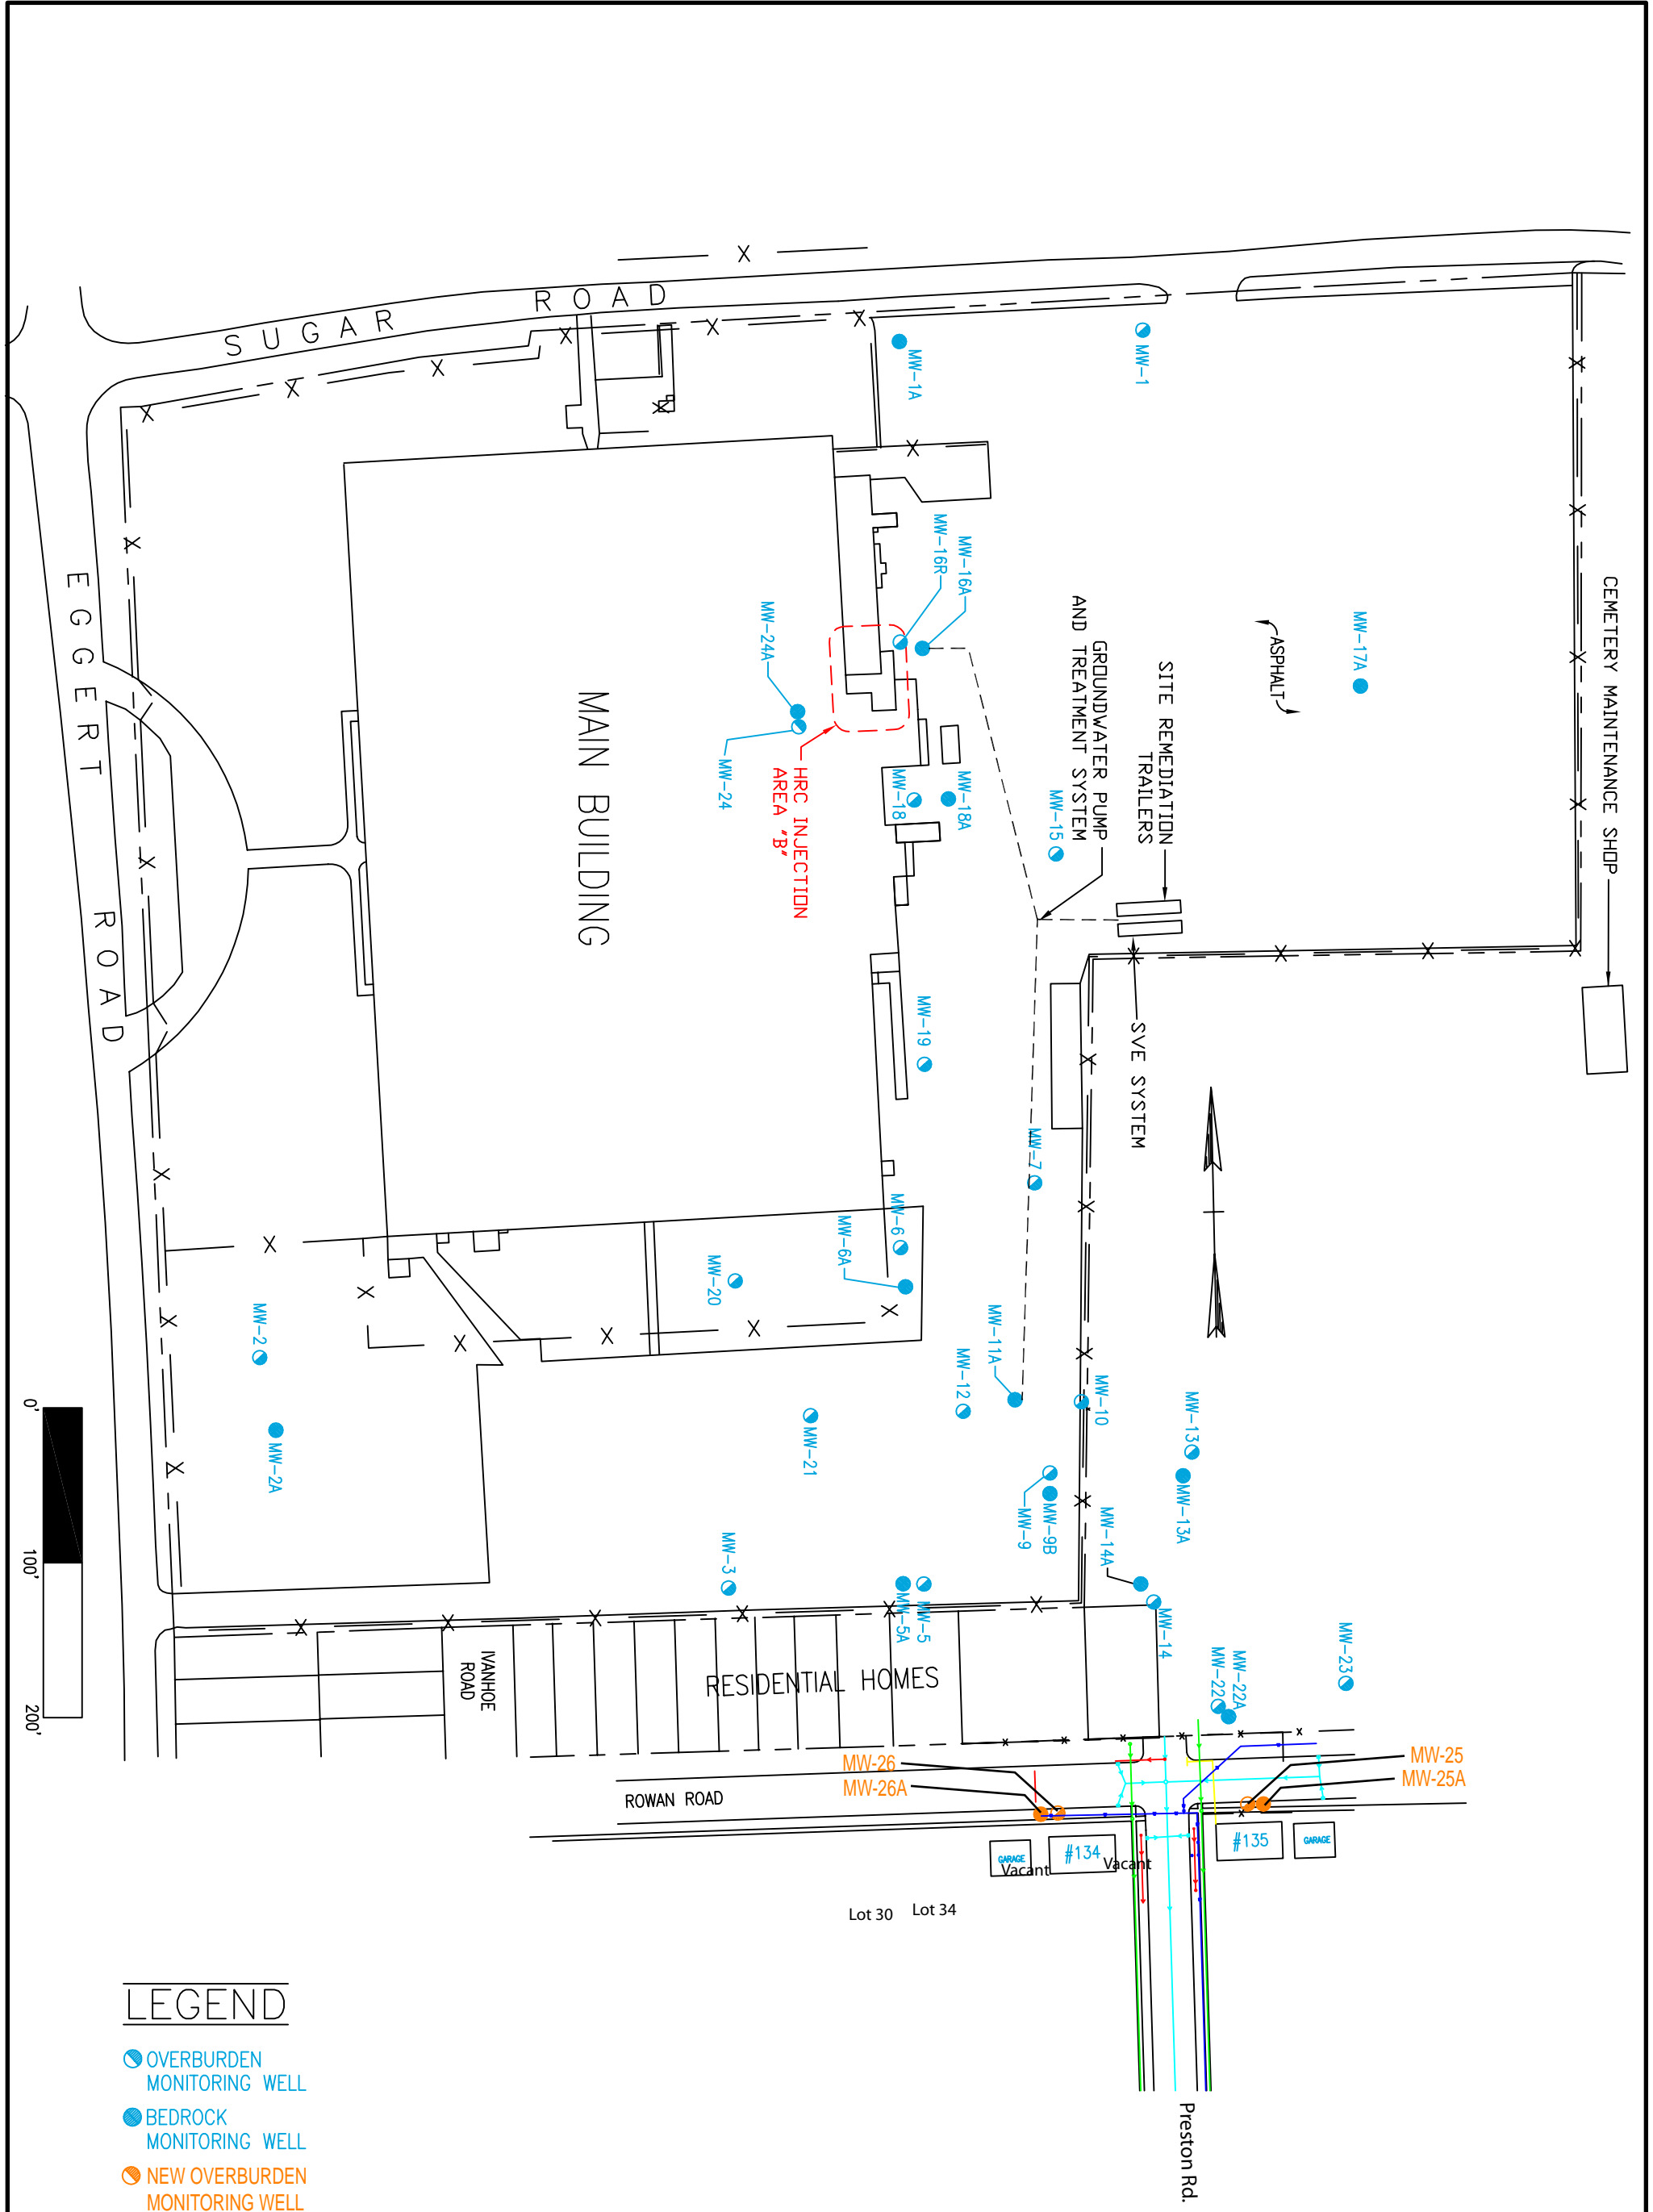 SUGAR ROAD
EGGERT ROAD
MW-1A
MW-1
CEMETERY MAINTENANCE SHOP
MW-17A
ASPHALT
MW-16A
MW-16R
GROUNDWATER PUMP
AND TREATMENT SYSTEM
SITE REMEDIATION
TRAILERS
MW-24A
MW-24
MAIN BUILDING
HRC INJECTION
AREA "B"
MW-18
MW-18A
MW-15
SVE SYSTEM
MW-19
MW-7
MW-6
MW-6A
MW-20
MW-2
MW-2A
MW-11A
MW-12
MW-10
MW-13
MW-13A
MW-21
MW-9B
MW-9
MW-14A
MW-14
MW-3
MW-5
MW-5A
MW-23
MW-22A
MW-22
0'
100'
200'
IVANHOE
ROAD
RESIDENTIAL HOMES
MW-26
MW-26A
MW-25
MW-25A
ROWAN ROAD
GARAGE
#134
Vacant
Vacant
#135
GARAGE
Lot 30
Lot 34
Preston Rd.
LEGEND
OVERBURDEN
MONITORING WELL
BEDROCK
MONITORING WELL
NEW OVERBURDEN
MONITORING WELL